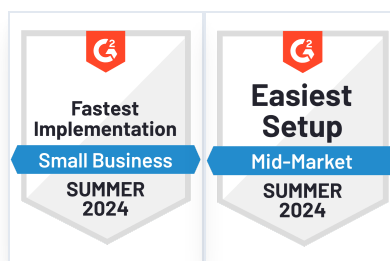 G2
Fastest
Implementation
Small Business
SUMMER
2024
G2
Easiest
Setup
Mid-Market
SUMMER
2024